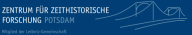 ZENTRUM FÜR ZEITHISTORISCHE
FORSCHUNG POTSDAM
Mitglied der Leibniz-Gemeinschaft